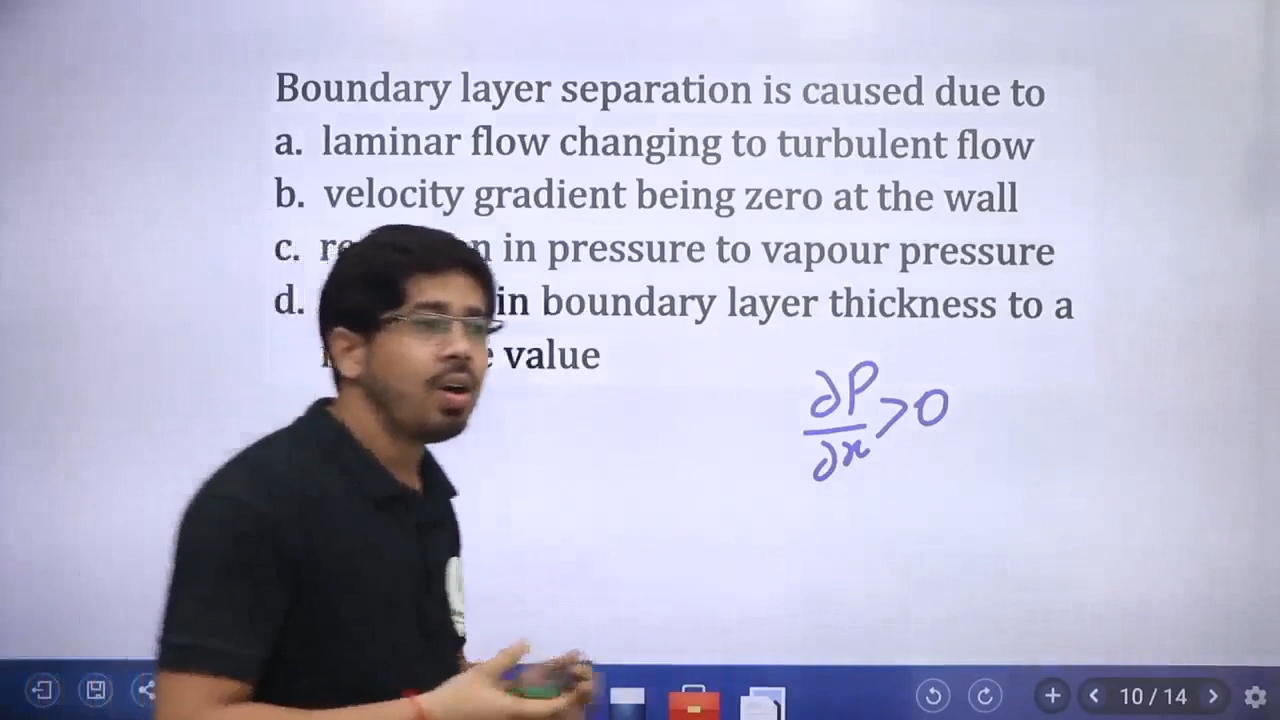 Boundary layer separation is caused due to
a. laminar flow changing to turbulent flow
b. velocity gradient being zero at the wall
c. in pressure to vapour pressure
d. in boundary layer thickness to a
value
∂P/∂x > 0
10 / 14